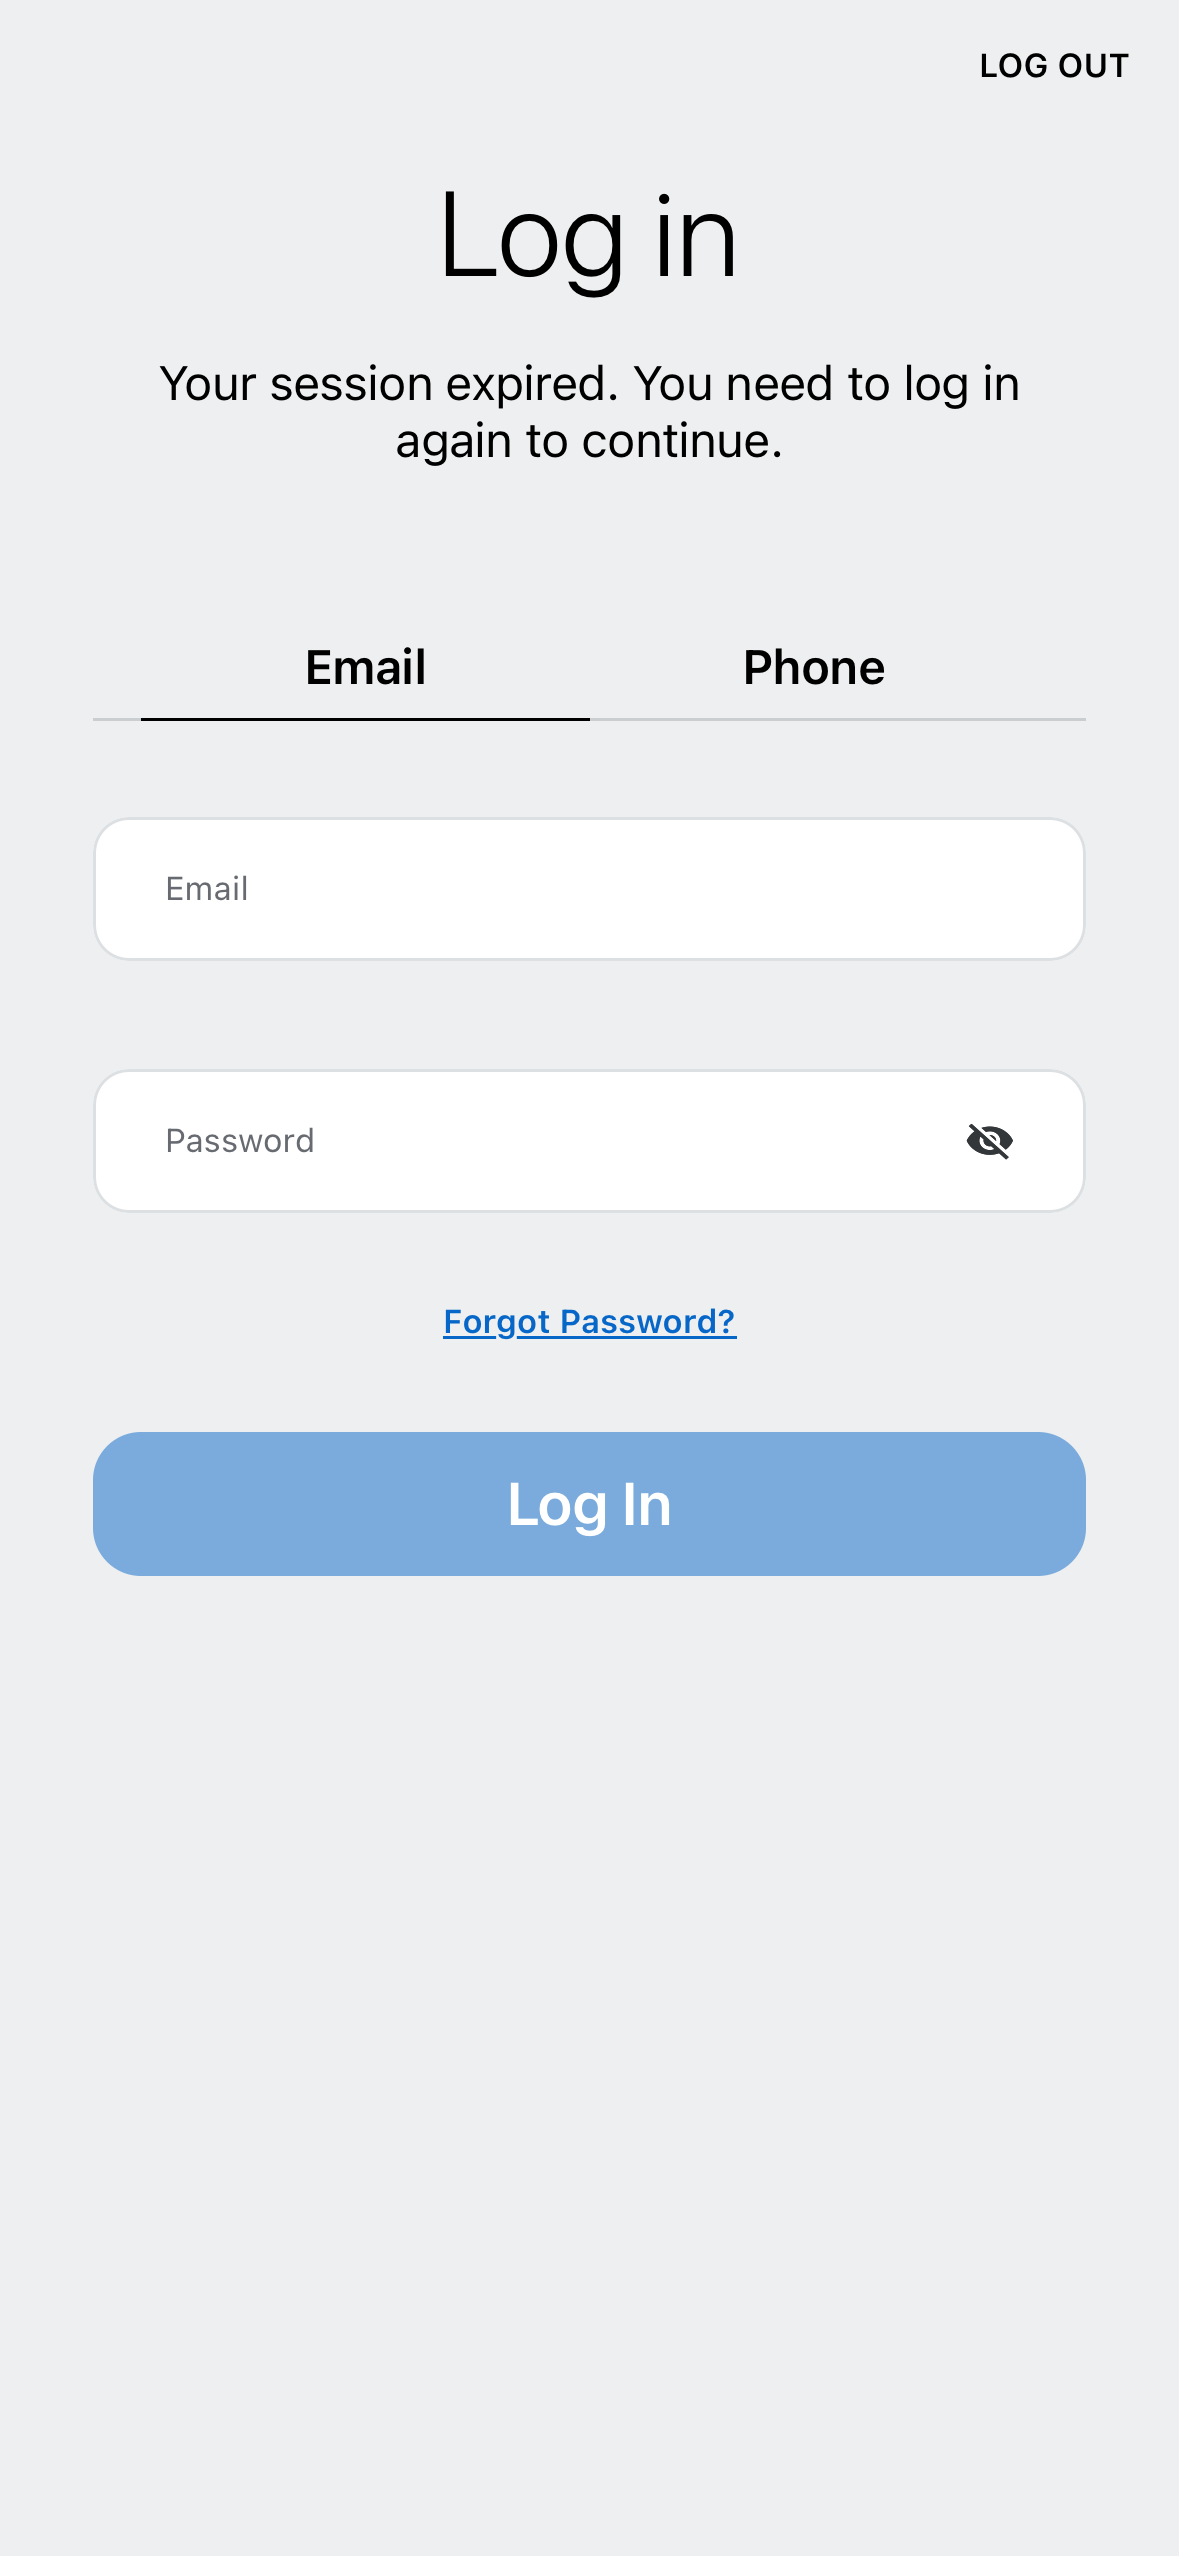 LOG OUT
Log in
Your session expired. You need to log in
again to continue.
Email
Phone
Email
Password
Forgot Password?
Log In